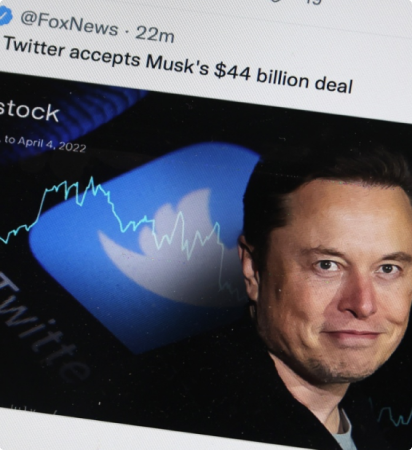 @FoxNews · 22m
Twitter accepts Musk's $44 billion deal
stock
to April 4, 2022
Twitte